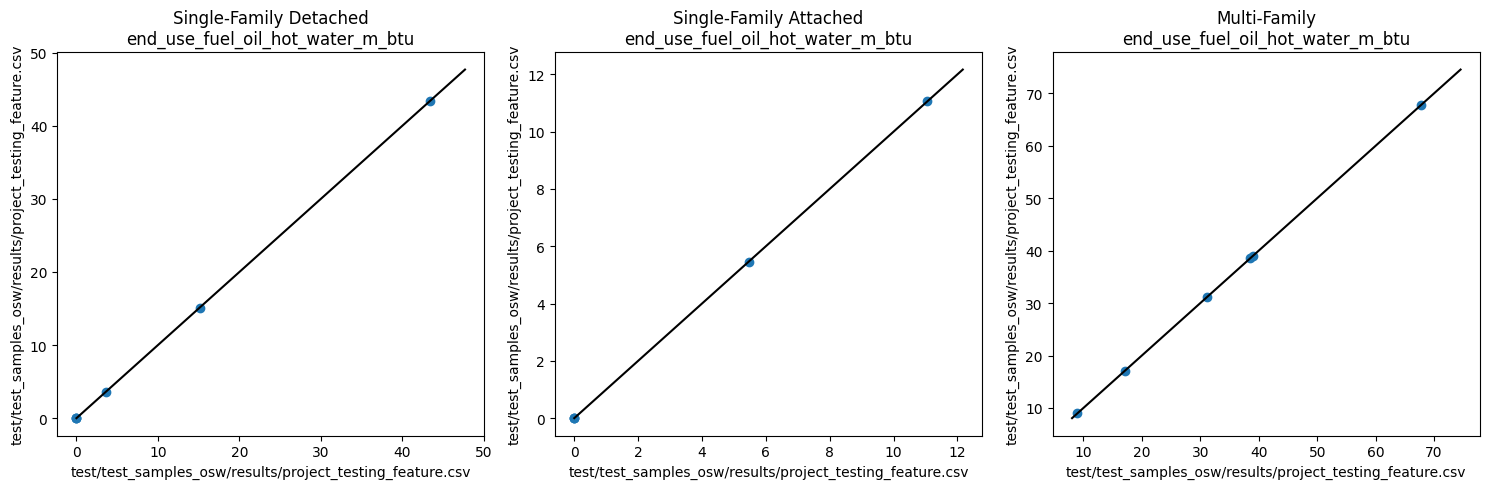 Single-Family Detached
end_use_fuel_oil_hot_water_m_btu
test/test_samples_osw/results/project_testing_feature.csv
50
40
30
20
10
0
0 10 20 30 40 50
test/test_samples_osw/results/project_testing_feature.csv
Single-Family Attached
end_use_fuel_oil_hot_water_m_btu
test/test_samples_osw/results/project_testing_feature.csv
12
10
8
6
4
2
0
0 2 4 6 8 10 12
test/test_samples_osw/results/project_testing_feature.csv
Multi-Family
end_use_fuel_oil_hot_water_m_btu
test/test_samples_osw/results/project_testing_feature.csv
70
60
50
40
30
20
10
10 20 30 40 50 60 70
test/test_samples_osw/results/project_testing_feature.csv